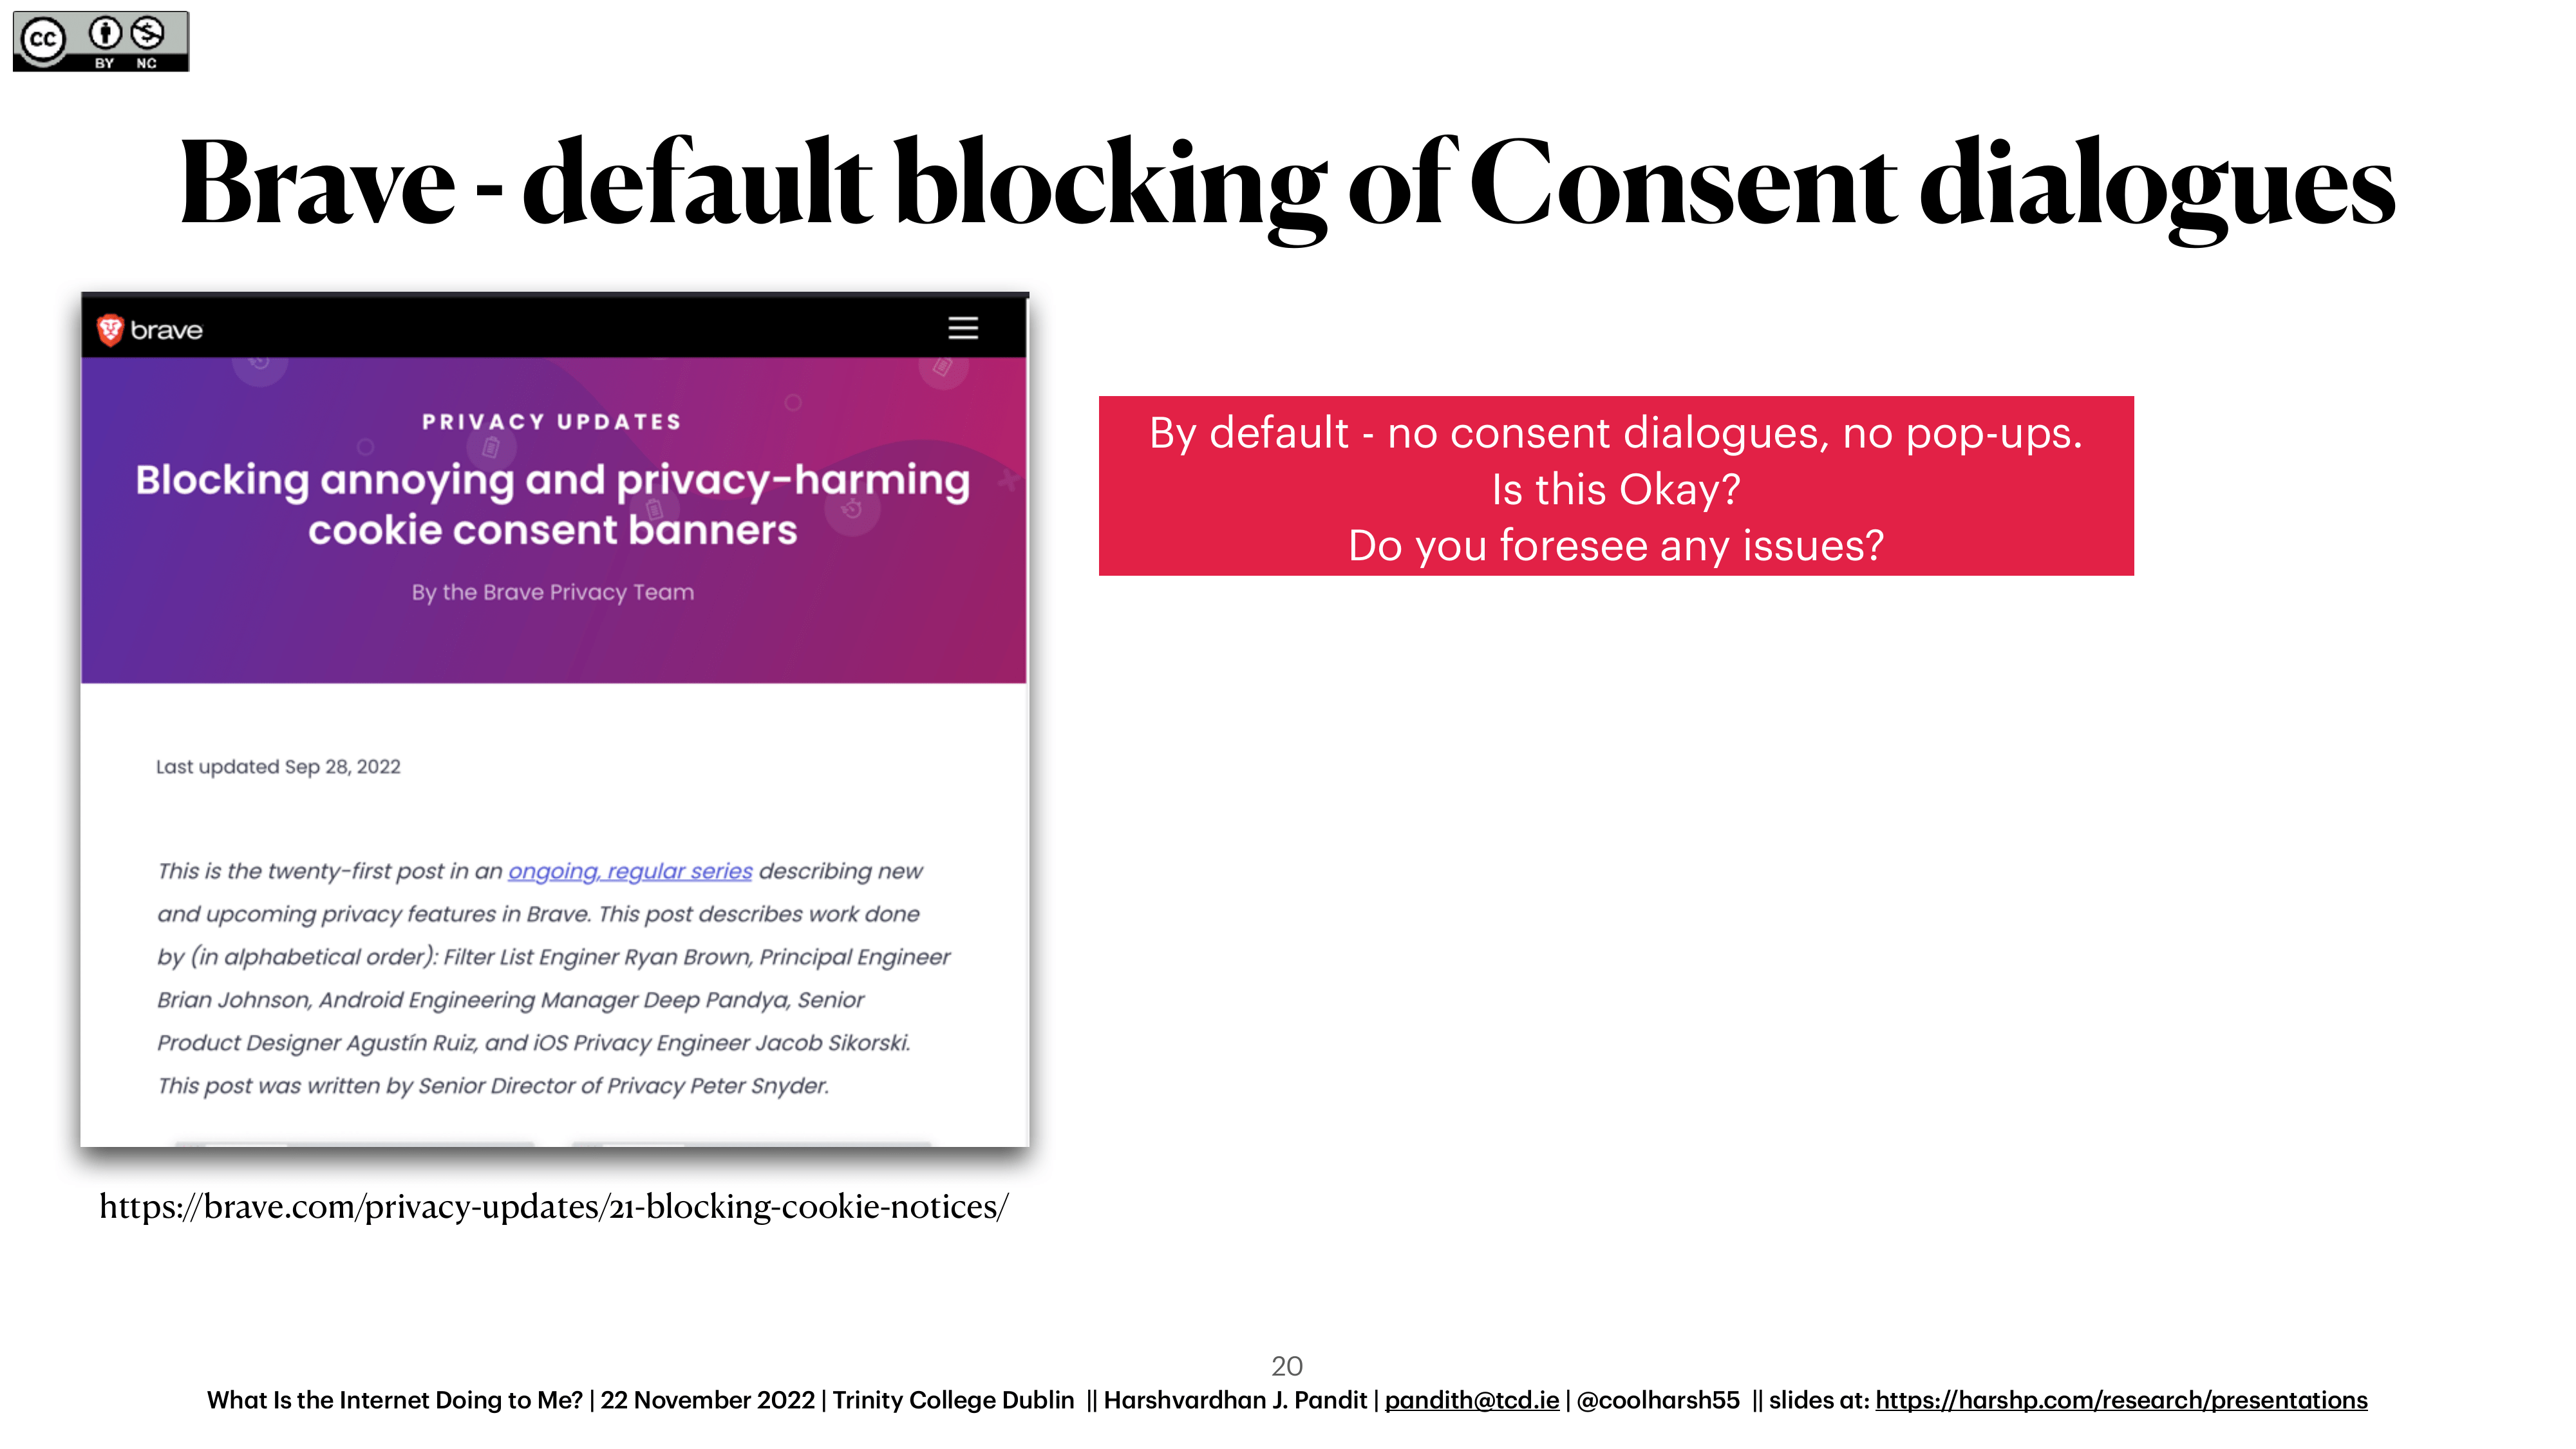 cc
BY NC
Brave - default blocking of Consent dialogues
brave
PRIVACY UPDATES
Blocking annoying and privacy-harming
cookie consent banners
By the Brave Privacy Team
Last updated Sep 28, 2022
This is the twenty-first post in an ongoing, regular series describing new
and upcoming privacy features in Brave. This post describes work done
by (in alphabetical order): Filter List Enginer Ryan Brown, Principal Engineer
Brian Johnson, Android Engineering Manager Deep Pandya, Senior
Product Designer Agustín Ruiz, and iOS Privacy Engineer Jacob Sikorski.
This post was written by Senior Director of Privacy Peter Snyder.
https://brave.com/privacy-updates/21-blocking-cookie-notices/
By default - no consent dialogues, no pop-ups.
Is this Okay?
Do you foresee any issues?
20
What Is the Internet Doing to Me? | 22 November 2022 | Trinity College Dublin || Harshvardhan J. Pandit | pandith@tcd.ie | @coolharsh55 || slides at: https://harshp.com/research/presentations